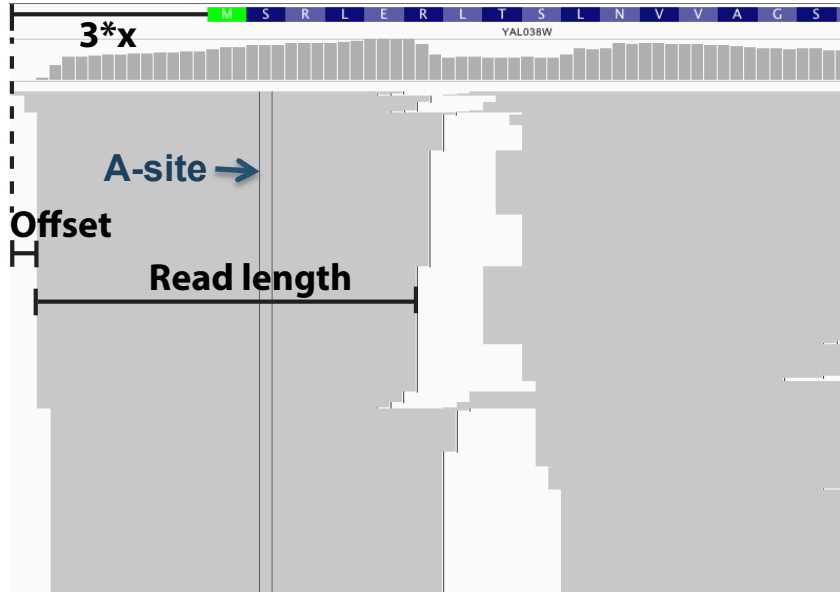 M S R L E R L T S L N V V A G S
3*x
YAL038W
A-site
Offset
Read length